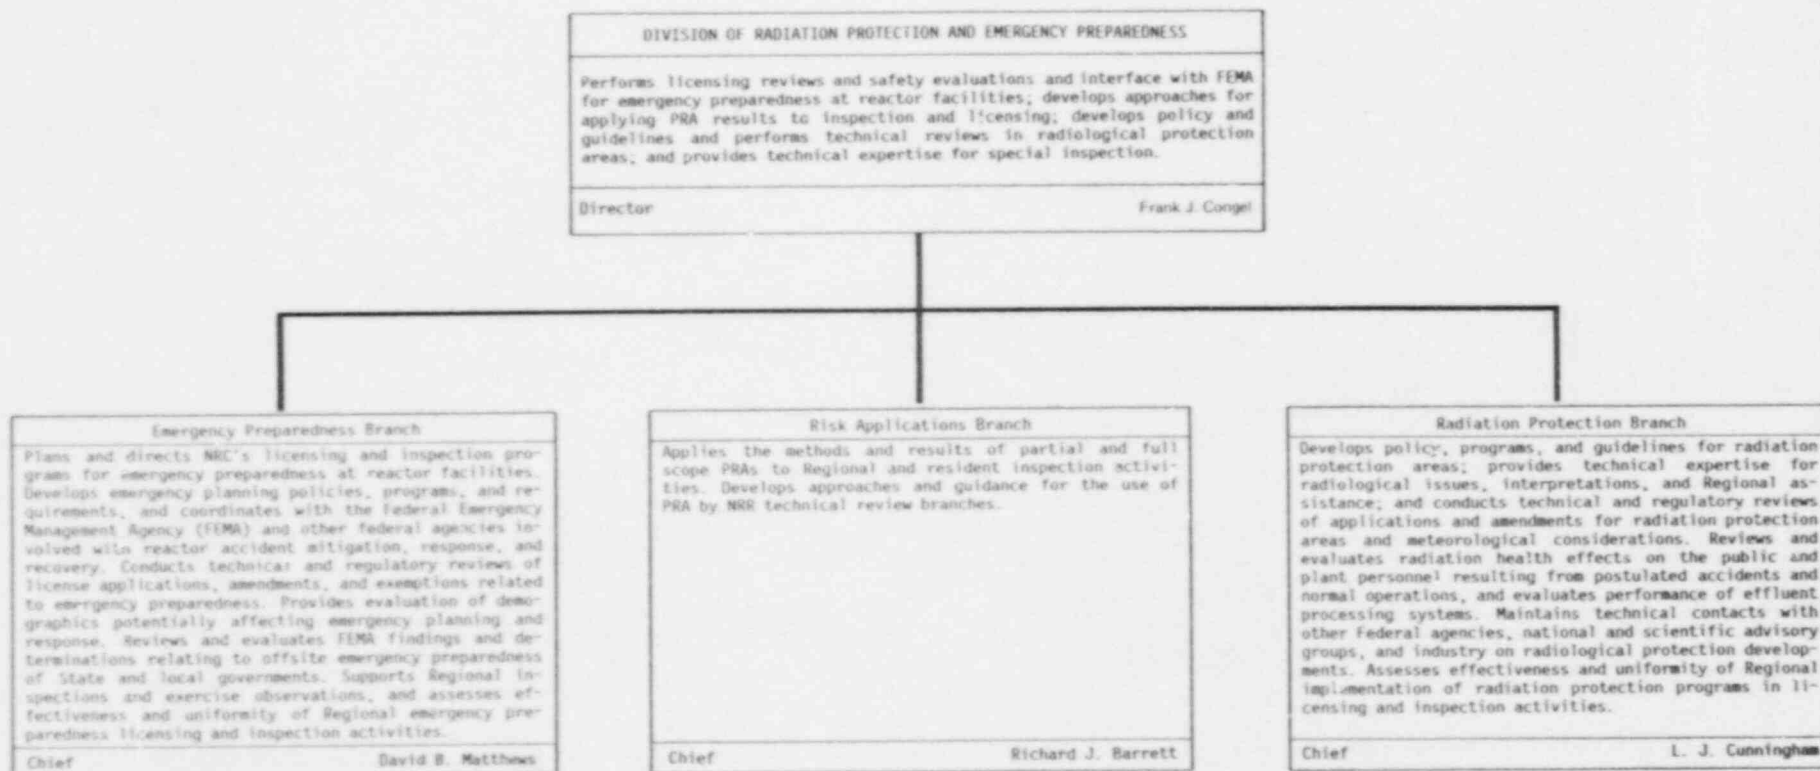 DIVISION OF RADIATION PROTECTION AND EMERGENCY PREPAREDNESS
Performs licensing reviews and safety evaluations and interface with FEMA
for emergency preparedness at reactor facilities; develops approaches for
applying PRA results to inspection and licensing; develops policy and
guidelines and performs technical reviews in radiological protection
areas; and provides technical expertise for special inspection.
Director Frank J. Congel
Emergency Preparedness Branch
Plans and directs NRC's licensing and inspection pro-
grams for emergency preparedness at reactor facilities.
Develops emergency planning policies, programs, and re-
quirements, and coordinates with the Federal Emergency
Management Agency (FEMA) and other federal agencies in-
volved with reactor accident mitigation, response, and
recovery. Conducts technical and regulatory reviews of
license applications, amendments, and exemptions related
to emergency preparedness. Provides evaluation of demo-
graphics potentially affecting emergency planning and
response. Reviews and evaluates FEMA findings and de-
terminations relating to offsite emergency preparedness
of State and local governments. Supports Regional in-
spections and exercise observations, and assesses ef-
fectiveness and uniformity of Regional emergency pre-
paredness licensing and inspection activities.
Chief David B. Matthews
Risk Applications Branch
Applies the methods and results of partial and full
scope PRAs to Regional and resident inspection activi-
ties. Develops approaches and guidance for the use of
PRA by NRR technical review branches.
Chief Richard J. Barrett
Radiation Protection Branch
Develops policy, programs, and guidelines for radiation
protection areas; provides technical expertise for
radiological issues, interpretations, and Regional as-
sistance; and conducts technical and regulatory reviews
of applications and amendments for radiation protection
areas and meteorological considerations. Reviews and
evaluates radiation health effects on the public and
plant personnel resulting from postulated accidents and
normal operations, and evaluates performance of effluent
processing systems. Maintains technical contacts with
other Federal agencies, national and scientific advisory
groups, and industry on radiological protection develop-
ments. Assesses effectiveness and uniformity of Regional
implementation of radiation protection programs in li-
censing and inspection activities.
Chief L. J. Cunningham